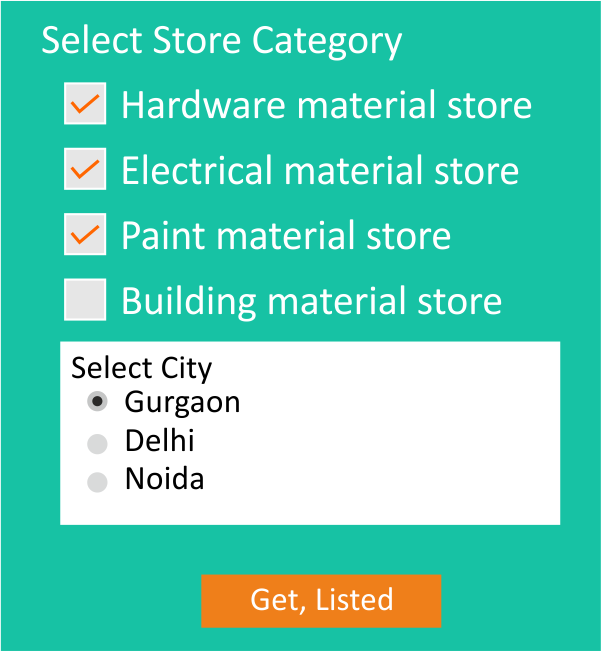 Select Store Category
Hardware material store
Electrical material store
Paint material store
Building material store
Select City
Gurgaon
Delhi
Noida
Get, Listed